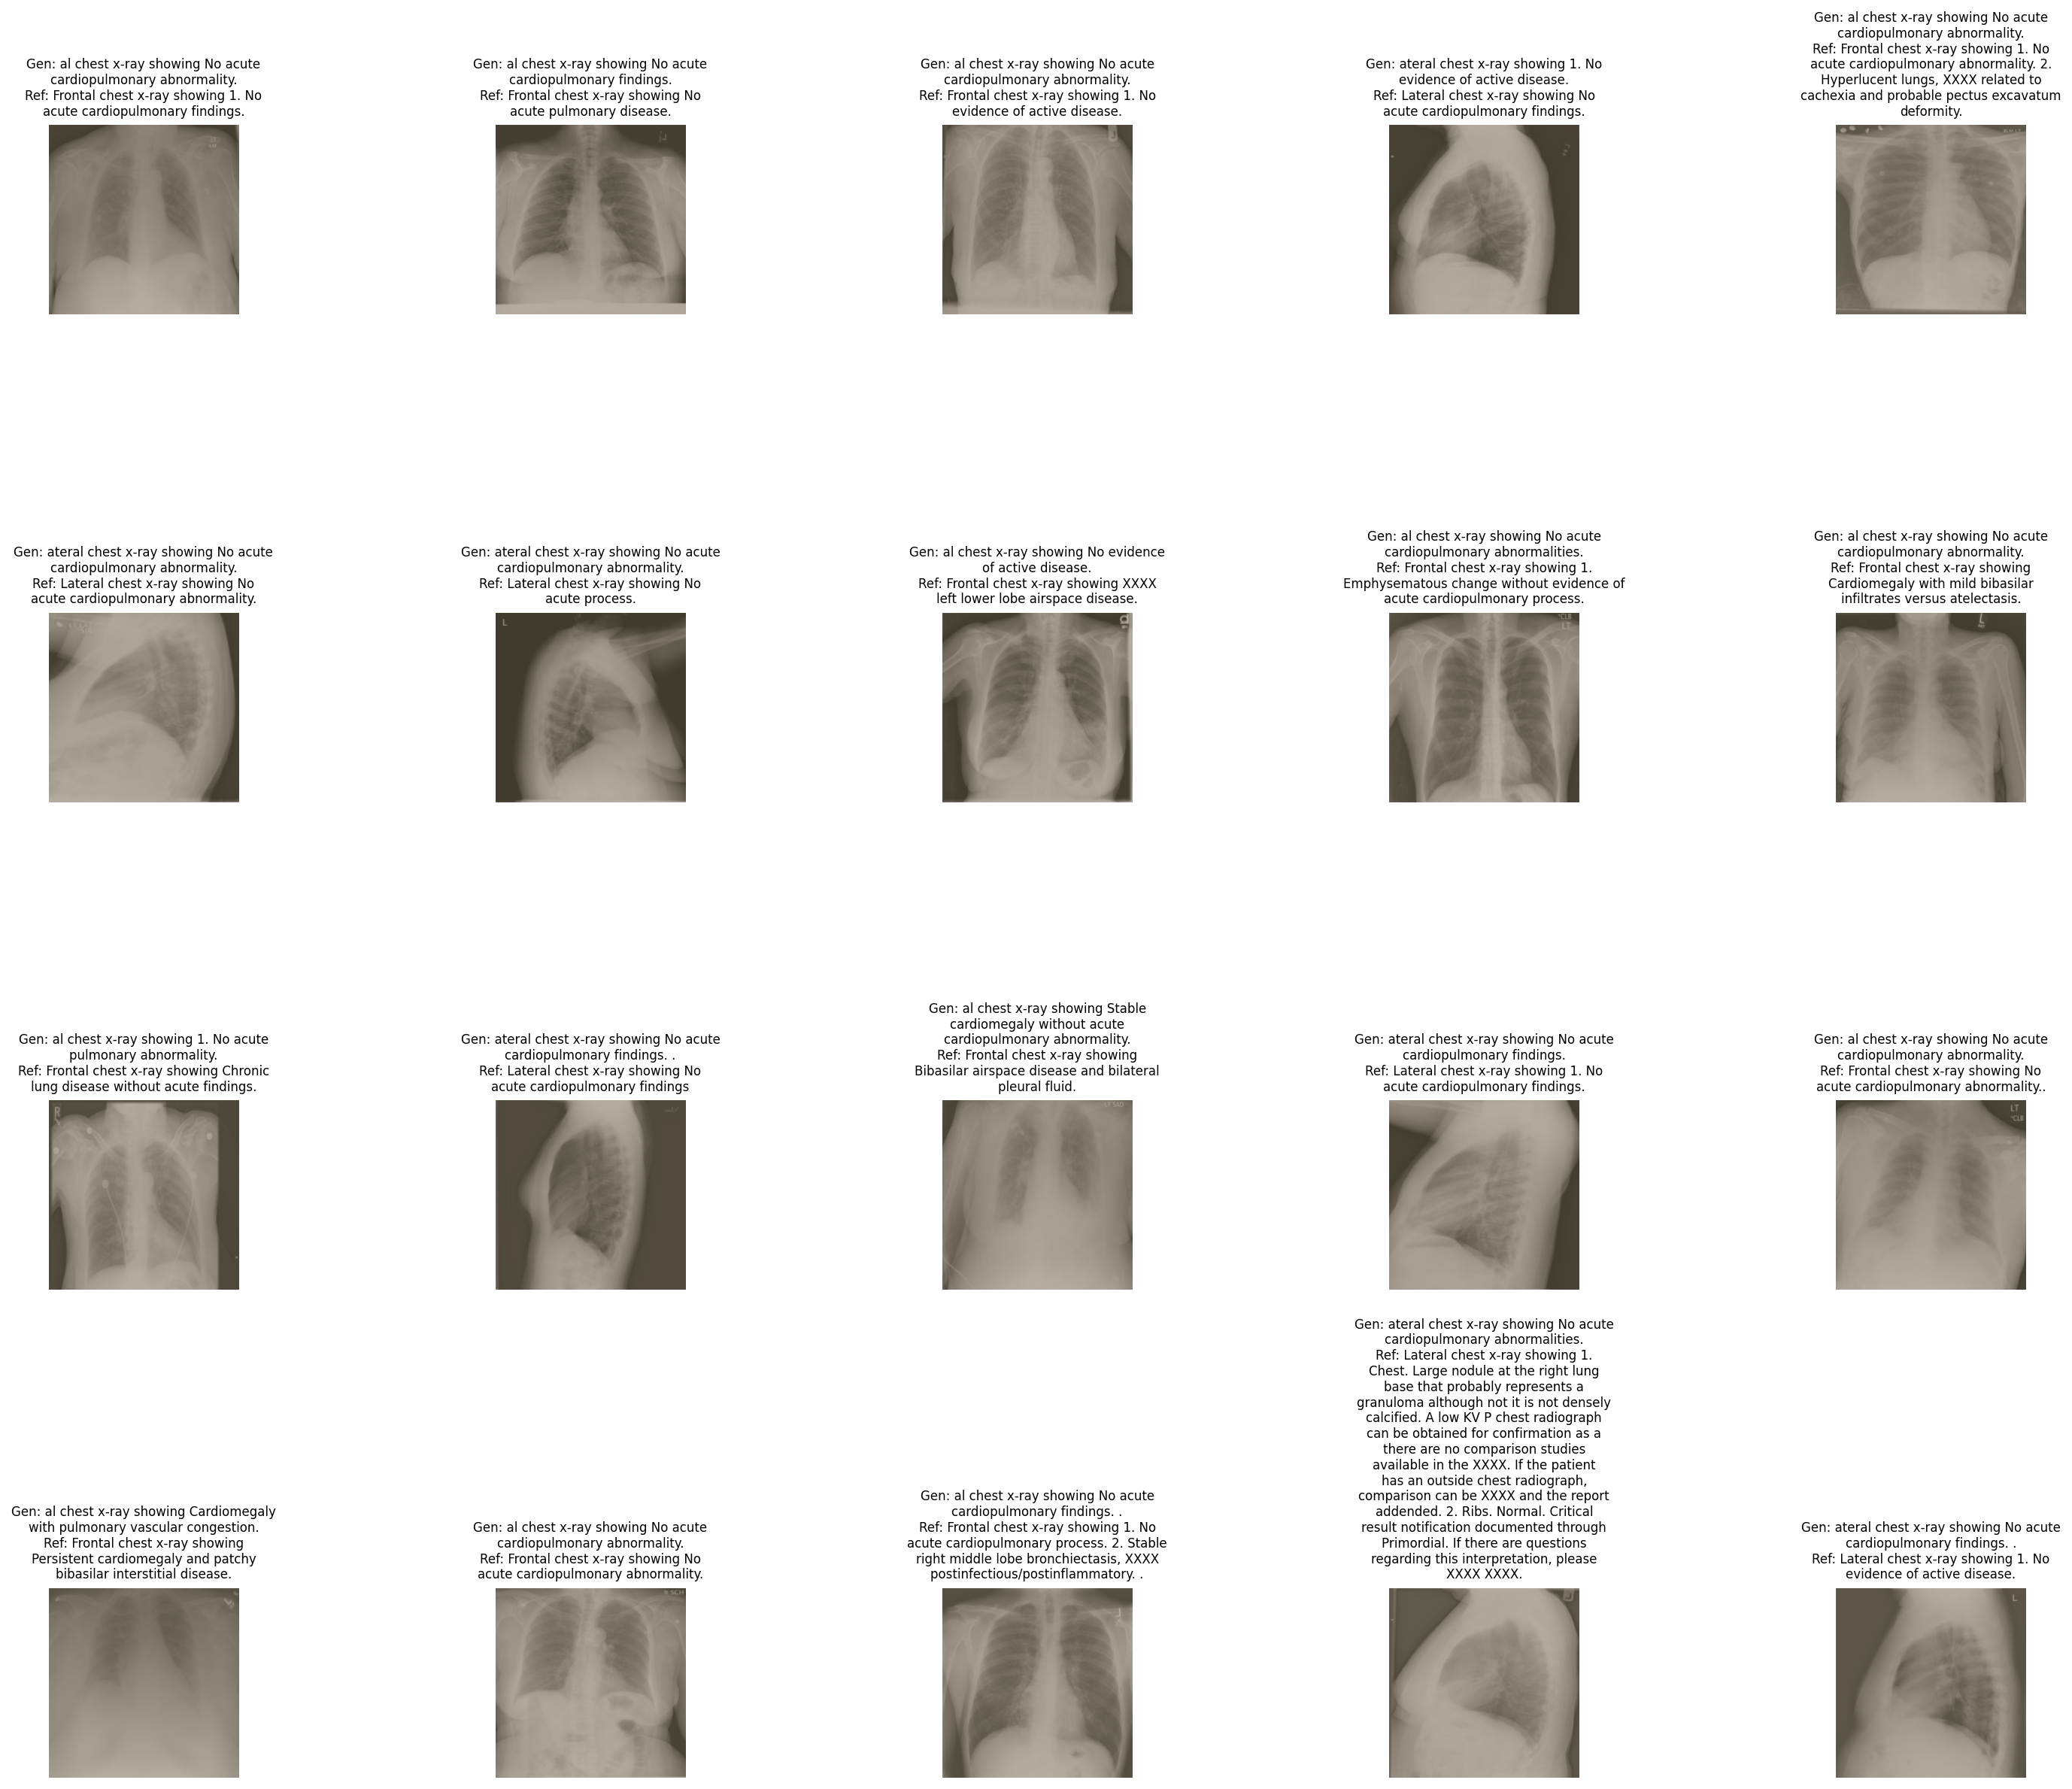 Gen: al chest x-ray showing No acute
cardiopulmonary abnormality.
Ref: Frontal chest x-ray showing 1. No
acute cardiopulmonary findings.
Gen: al chest x-ray showing No acute
cardiopulmonary findings.
Ref: Frontal chest x-ray showing No
acute pulmonary disease.
Gen: al chest x-ray showing No acute
cardiopulmonary abnormality.
Ref: Frontal chest x-ray showing 1. No
evidence of active disease.
Gen: ateral chest x-ray showing 1. No
evidence of active disease.
Ref: Lateral chest x-ray showing No
acute cardiopulmonary findings.
Gen: al chest x-ray showing No acute
cardiopulmonary abnormality.
Ref: Frontal chest x-ray showing 1. No
acute cardiopulmonary abnormality. 2.
Hyperlucent lungs, XXXX related to
cachexia and probable pectus excavatum
deformity.
Gen: ateral chest x-ray showing No acute
cardiopulmonary abnormality.
Ref: Lateral chest x-ray showing No
acute cardiopulmonary abnormality.
Gen: ateral chest x-ray showing No acute
cardiopulmonary abnormality.
Ref: Lateral chest x-ray showing No
acute process.
L
Gen: al chest x-ray showing No evidence
of active disease.
Ref: Frontal chest x-ray showing XXXX
left lower lobe airspace disease.
Gen: al chest x-ray showing No acute
cardiopulmonary abnormalities.
Ref: Frontal chest x-ray showing 1.
Emphysematous change without evidence of
acute cardiopulmonary process.
LT
Gen: al chest x-ray showing No acute
cardiopulmonary abnormality.
Ref: Frontal chest x-ray showing
Cardiomegaly with mild bibasilar
infiltrates versus atelectasis.
Gen: al chest x-ray showing 1. No acute
pulmonary abnormality.
Ref: Frontal chest x-ray showing Chronic
lung disease without acute findings.
R
Gen: ateral chest x-ray showing No acute
cardiopulmonary findings. .
Ref: Lateral chest x-ray showing No
acute cardiopulmonary findings
Gen: al chest x-ray showing Stable
cardiomegaly without acute
cardiopulmonary abnormality.
Ref: Frontal chest x-ray showing
Bibasilar airspace disease and bilateral
pleural fluid.
Gen: ateral chest x-ray showing No acute
cardiopulmonary findings.
Ref: Lateral chest x-ray showing 1. No
acute cardiopulmonary findings.
Gen: al chest x-ray showing No acute
cardiopulmonary abnormality.
Ref: Frontal chest x-ray showing No
acute cardiopulmonary abnormality..
LT
Gen: al chest x-ray showing Cardiomegaly
with pulmonary vascular congestion.
Ref: Frontal chest x-ray showing
Persistent cardiomegaly and patchy
bibasilar interstitial disease.
Gen: al chest x-ray showing No acute
cardiopulmonary abnormality.
Ref: Frontal chest x-ray showing No
acute cardiopulmonary abnormality.
Gen: al chest x-ray showing No acute
cardiopulmonary findings. .
Ref: Frontal chest x-ray showing 1. No
acute cardiopulmonary process. 2. Stable
right middle lobe bronchiectasis, XXXX
postinfectious/postinflammatory. .
Gen: ateral chest x-ray showing No acute
cardiopulmonary abnormalities.
Ref: Lateral chest x-ray showing 1.
Chest. Large nodule at the right lung
base that probably represents a
granuloma although not it is not densely
calcified. A low KV P chest radiograph
can be obtained for confirmation as a
there are no comparison studies
available in the XXXX. If the patient
has an outside chest radiograph,
comparison can be XXXX and the report
addended. 2. Ribs. Normal. Critical
result notification documented through
Primordial. If there are questions
regarding this interpretation, please
XXXX XXXX.
Gen: ateral chest x-ray showing No acute
cardiopulmonary findings. .
Ref: Lateral chest x-ray showing 1. No
evidence of active disease.
L